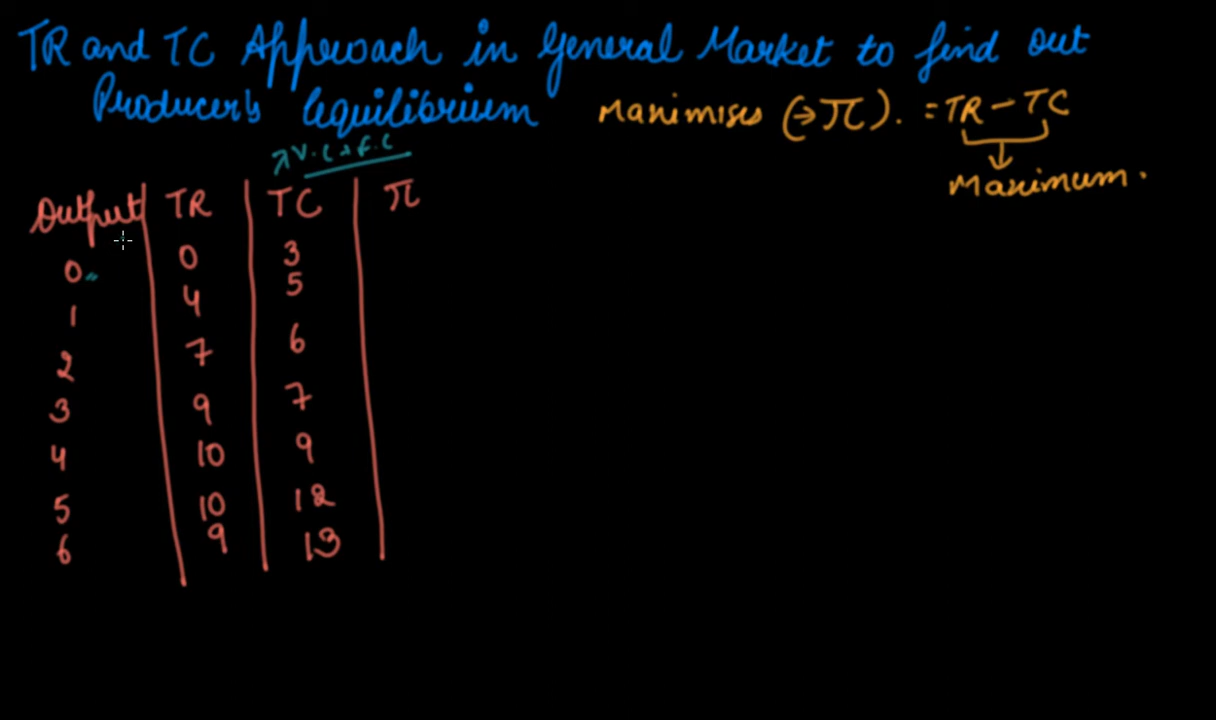 TR and TC Approach in General Market to find out
Producer's Equilibrium Maximises (→π). = TR - TC
Maximum.
↗V.C + F.C
Output TR TC π
0 0 3
1 4 5
2 7 6
3 9 7
4 10 9
5 10 12
6 9 13